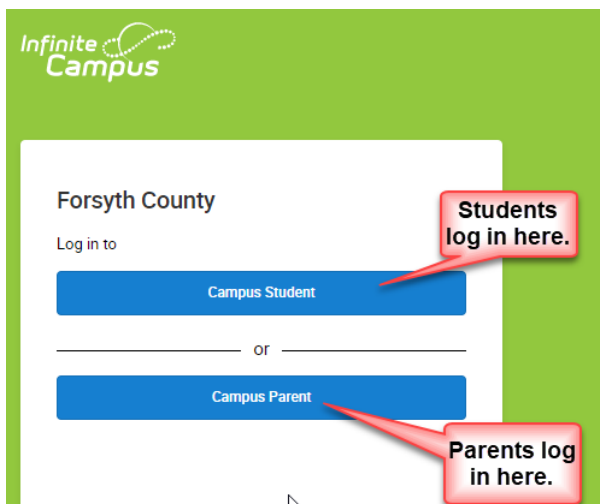 Infinite
Campus
Forsyth County
Students
log in here.
Log in to
Campus Student
or
Campus Parent
Parents log
in here.